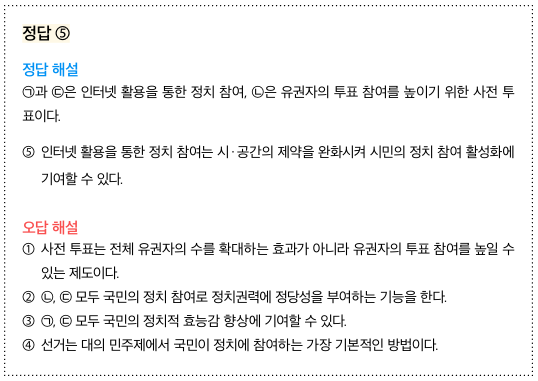 정답 ⑤
정답 해설
㉠과 ㉢은 인터넷 활용을 통한 정치 참여, ㉡은 유권자의 투표 참여를 높이기 위한 사전 투
표이다.
⑤ 인터넷 활용을 통한 정치 참여는 시·공간의 제약을 완화시켜 시민의 정치 참여 활성화에
기여할 수 있다.
오답 해설
① 사전 투표는 전체 유권자의 수를 확대하는 효과가 아니라 유권자의 투표 참여를 높일 수
있는 제도이다.
② ㉡, ㉢ 모두 국민의 정치 참여로 정치권력에 정당성을 부여하는 기능을 한다.
③ ㉠, ㉢ 모두 국민의 정치적 효능감 향상에 기여할 수 있다.
④ 선거는 대의 민주제에서 국민이 정치에 참여하는 가장 기본적인 방법이다.